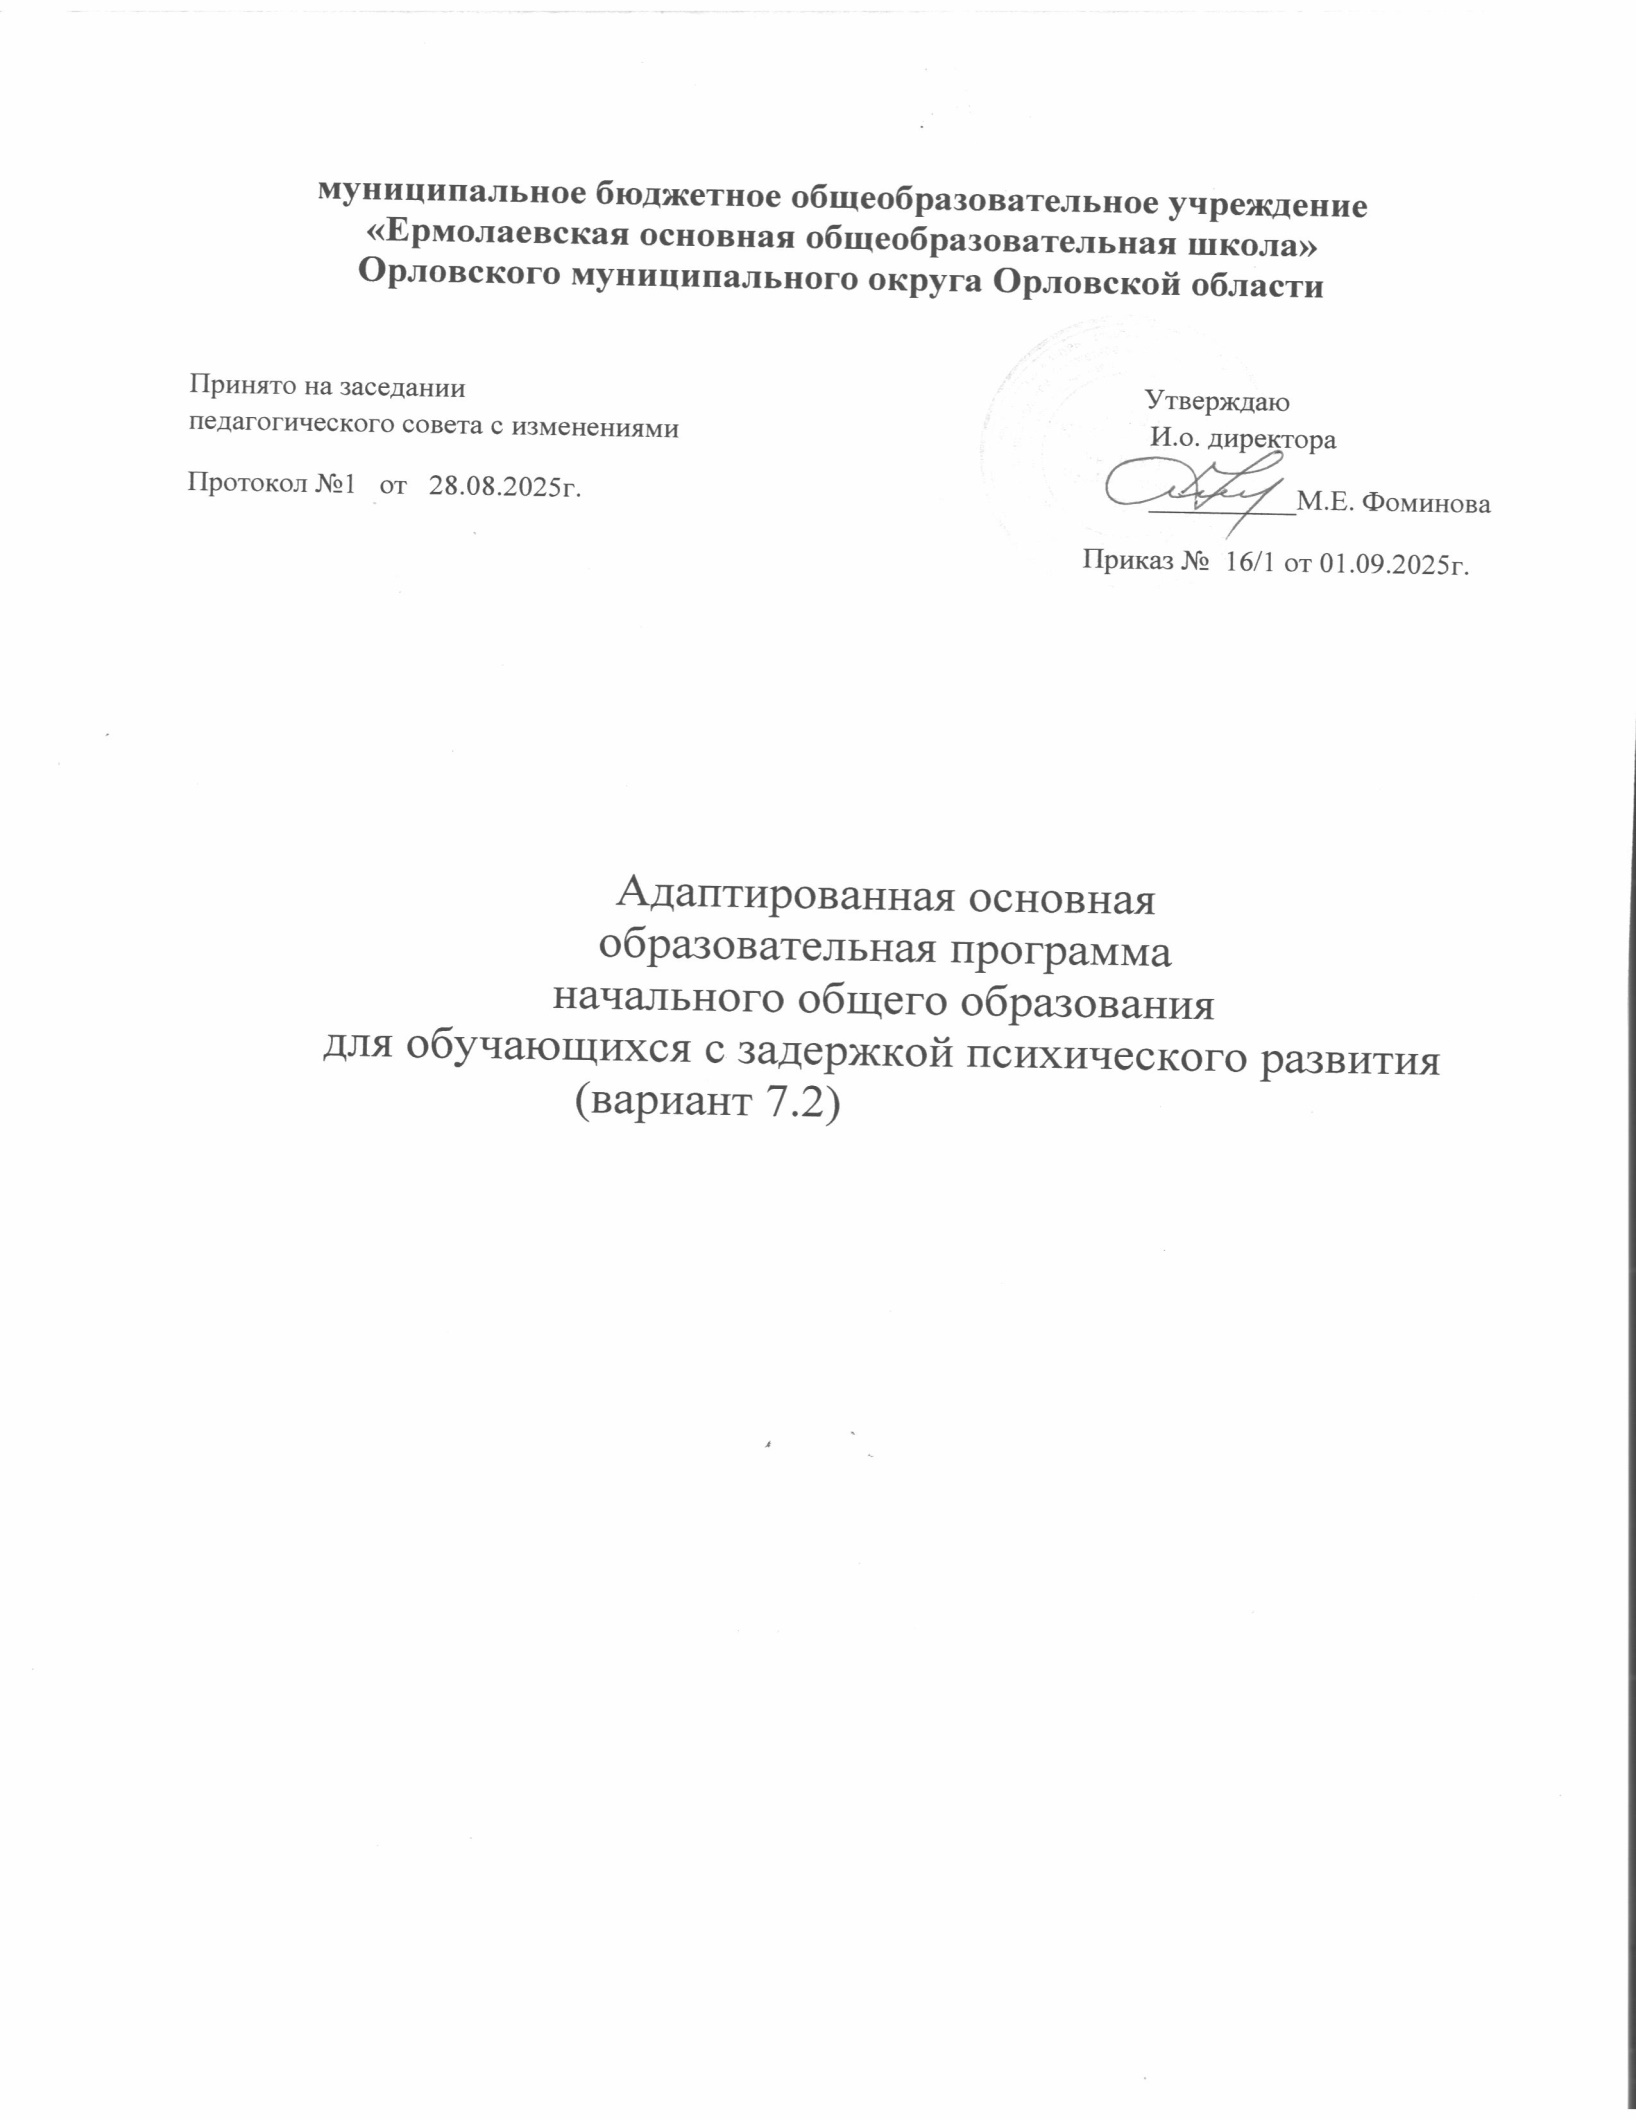 муниципальное бюджетное общеобразовательное учреждение
«Ермолаевская основная общеобразовательная школа»
Орловского муниципального округа Орловской области
Принято на заседании
педагогического совета с изменениями
Протокол №1 от 28.08.2025г.
Утверждаю
И.о. директора
М.Е. Фоминова
Приказ № 16/1 от 01.09.2025г.
Адаптированная основная
образовательная программа
начального общего образования
для обучающихся с задержкой психического развития
(вариант 7.2)